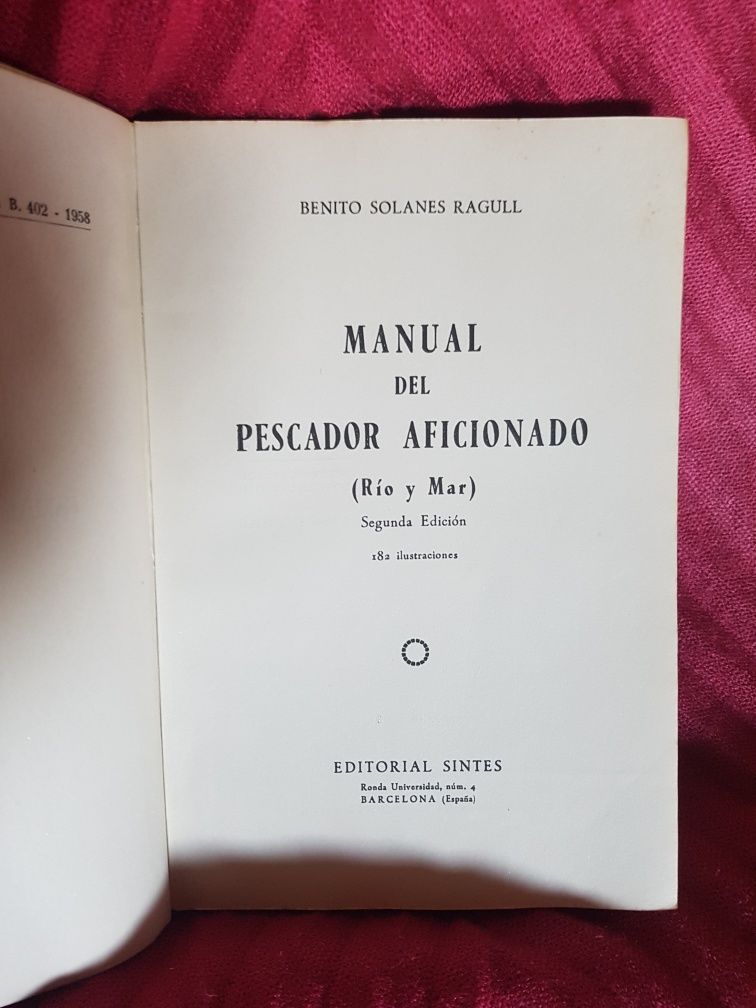 B. 402 - 1958
BENITO SOLANES RAGULL
MANUAL
DEL
PESCADOR AFICIONADO
(Río y Mar)
Segunda Edición
182 ilustraciones
EDITORIAL SINTES
Ronda Universidad, núm. 4
BARCELONA (España)